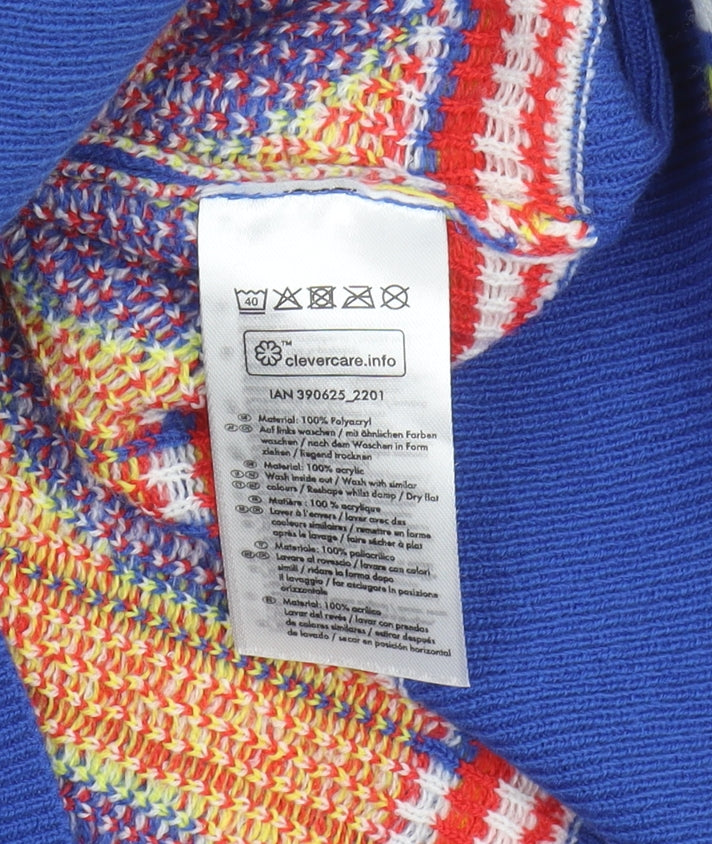 40
TM
clevercare.info
IAN 390625_2201
Material: 100% Polyacryl
Auf links waschen / mit ähnlichen Farben
waschen / nach dem Waschen in Form
ziehen / liegend trocknen
Material: 100% acrylic
Wash inside out / Wash with similar
colours / Reshape whilst damp / Dry flat
Matière : 100 % acrylique
Laver à l'envers / laver avec des
couleurs similaires / remettre en forme
après le lavage / faire sécher à plat
Materiale: 100% poliacrilico
Lavare al rovescio / lavare con colori
simili / ridare la forma dopo
il lavaggio / far asciugare in posizione
orizzontale
Material: 100% acrílico
Lavar del revés / lavar con prendas
de colores similares / estirar después
de lavado / secar en posición horizontal